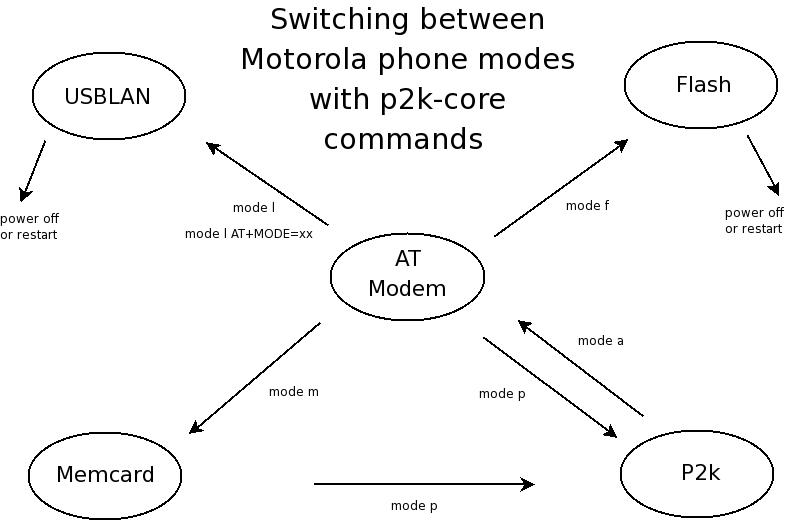 Switching between
Motorola phone modes
with p2k-core
commands
USBLAN
Flash
power off
or restart
mode l
mode l AT+MODE=xx
mode f
power off
or restart
AT
Modem
mode a
mode m
mode p
Memcard
P2k
mode p